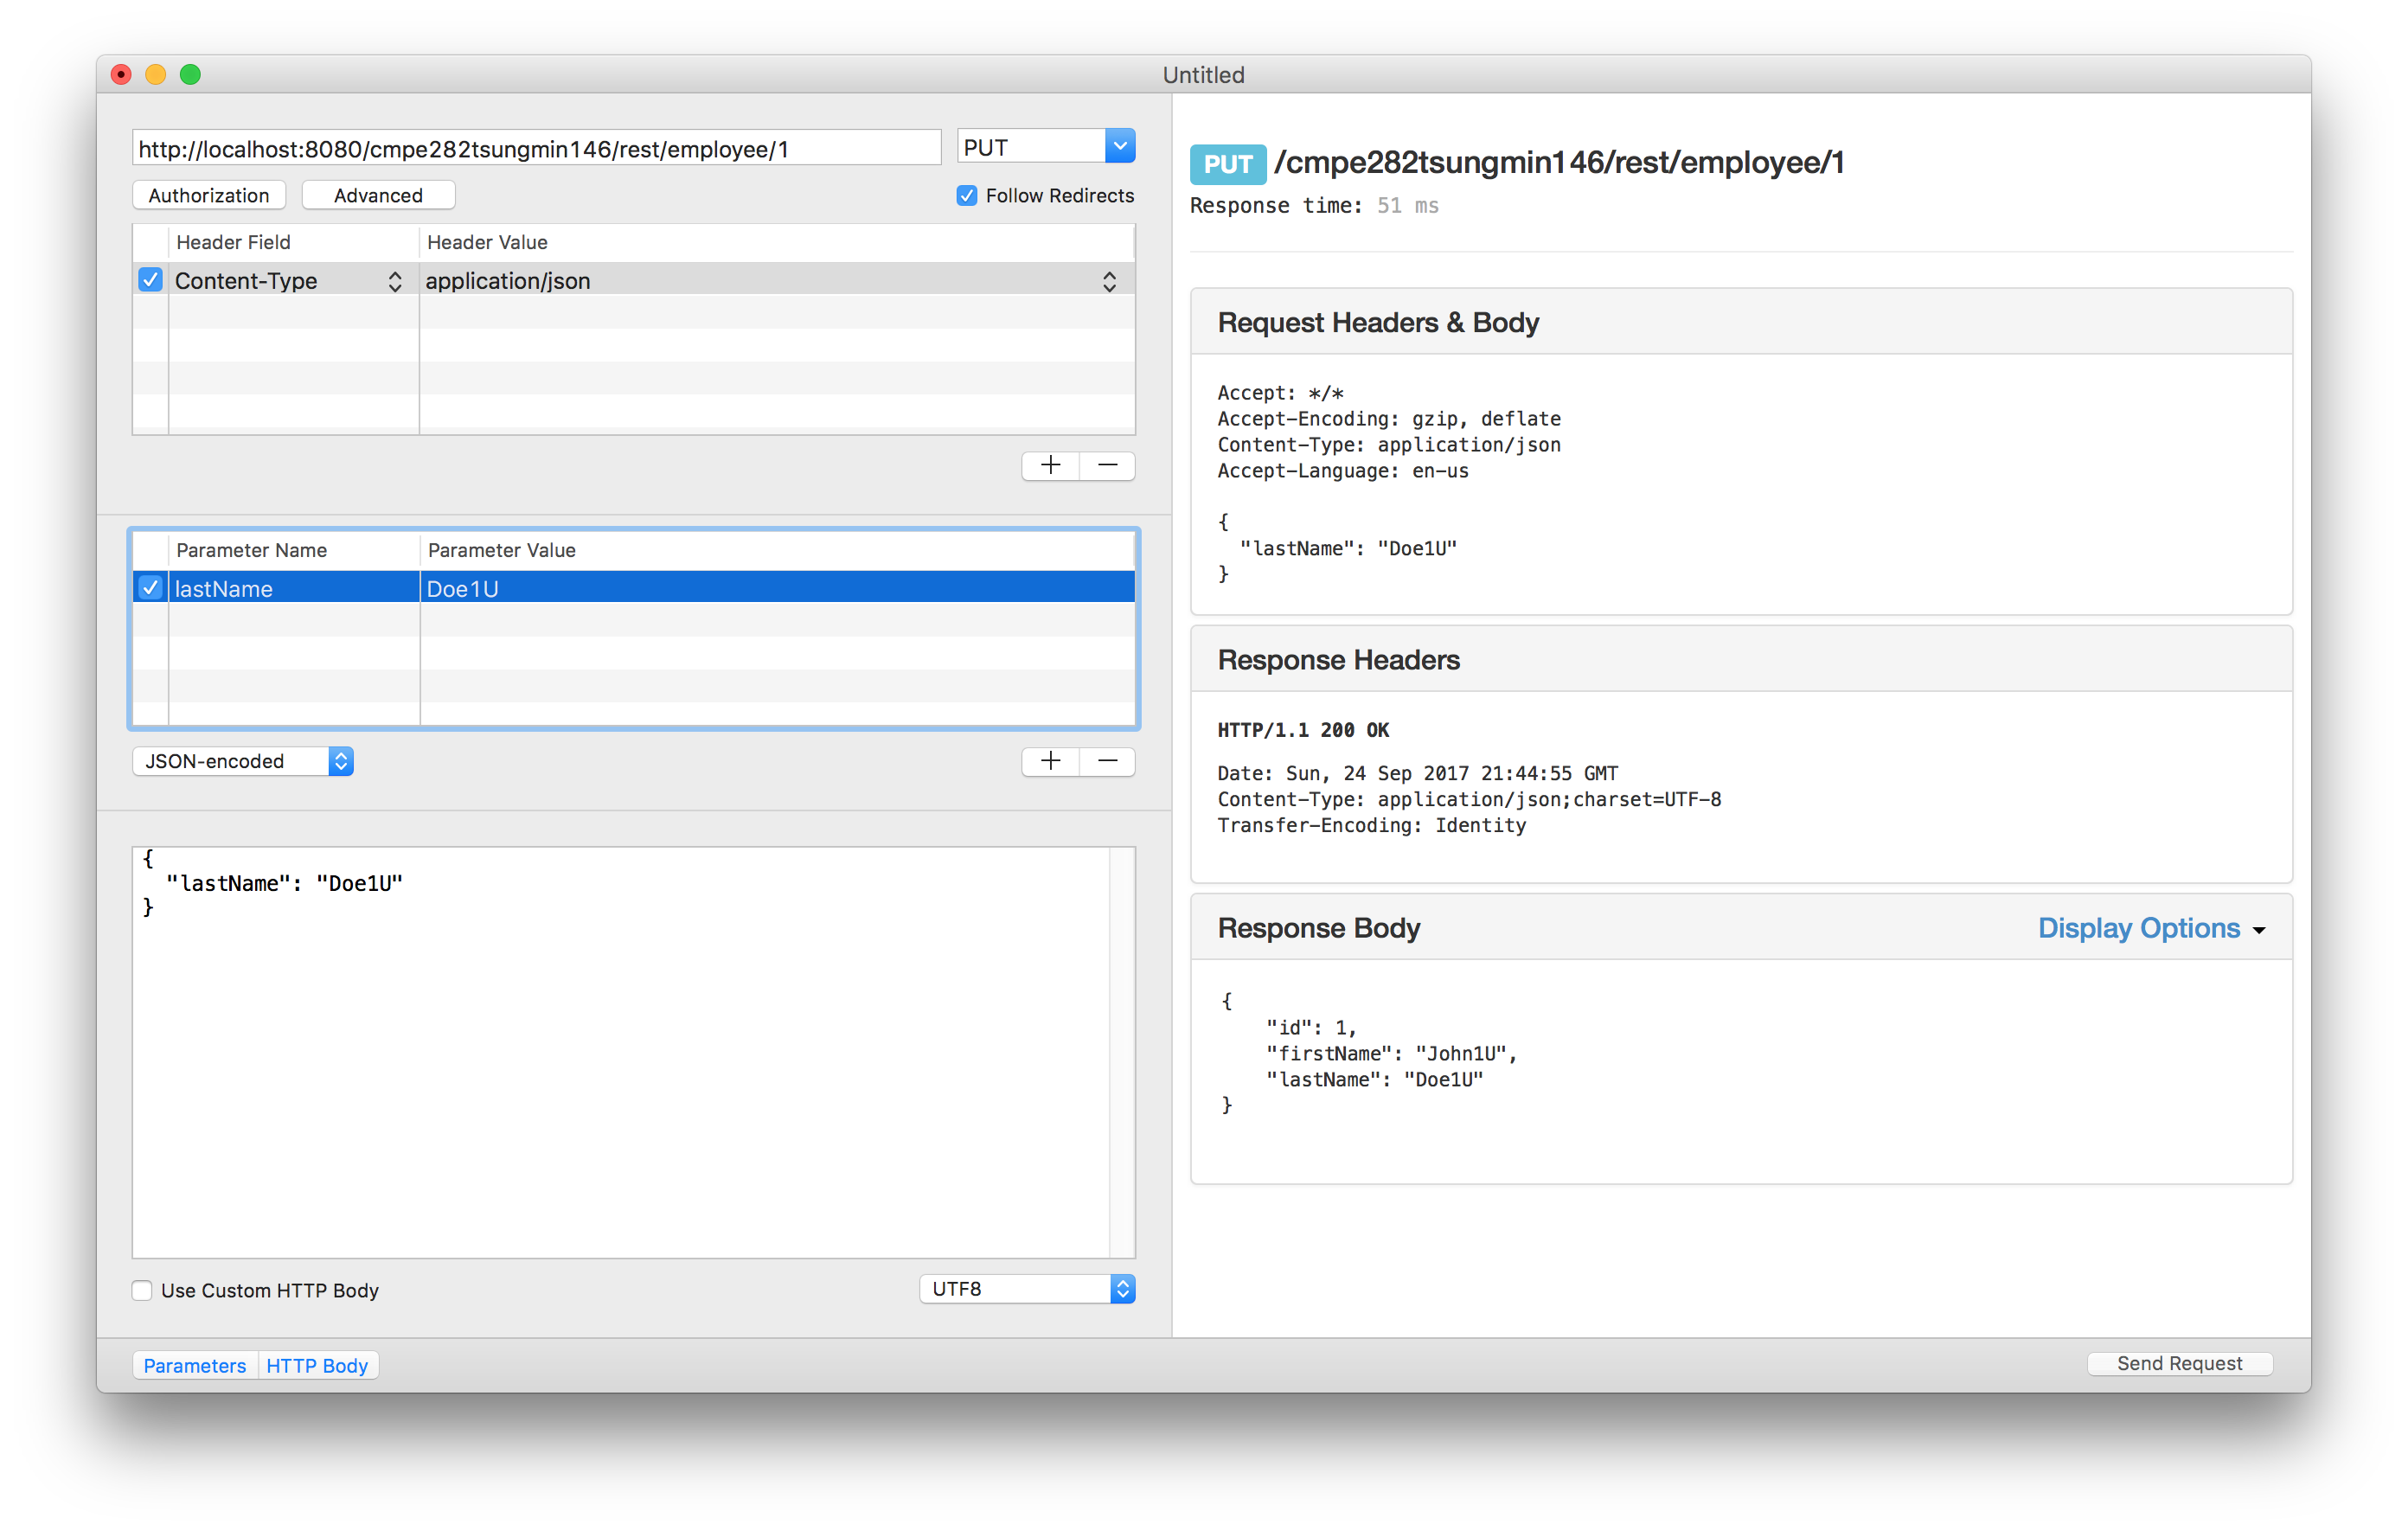 Untitled
http://localhost:8080/cmpe282tsungmin146/rest/employee/1
PUT
Authorization
Advanced
Follow Redirects
Header Field
Header Value
Content-Type
application/json
Parameter Name
Parameter Value
lastName
Doe1U
JSON-encoded
{
"lastName": "Doe1U"
}
Use Custom HTTP Body
UTF8
Parameters
HTTP Body
PUT /cmpe282tsungmin146/rest/employee/1
Response time: 51 ms
Request Headers & Body
Accept: */*
Accept-Encoding: gzip, deflate
Content-Type: application/json
Accept-Language: en-us
{
"lastName": "Doe1U"
}
Response Headers
HTTP/1.1 200 OK
Date: Sun, 24 Sep 2017 21:44:55 GMT
Content-Type: application/json;charset=UTF-8
Transfer-Encoding: Identity
Response Body
Display Options
{
"id": 1,
"firstName": "John1U",
"lastName": "Doe1U"
}
Send Request